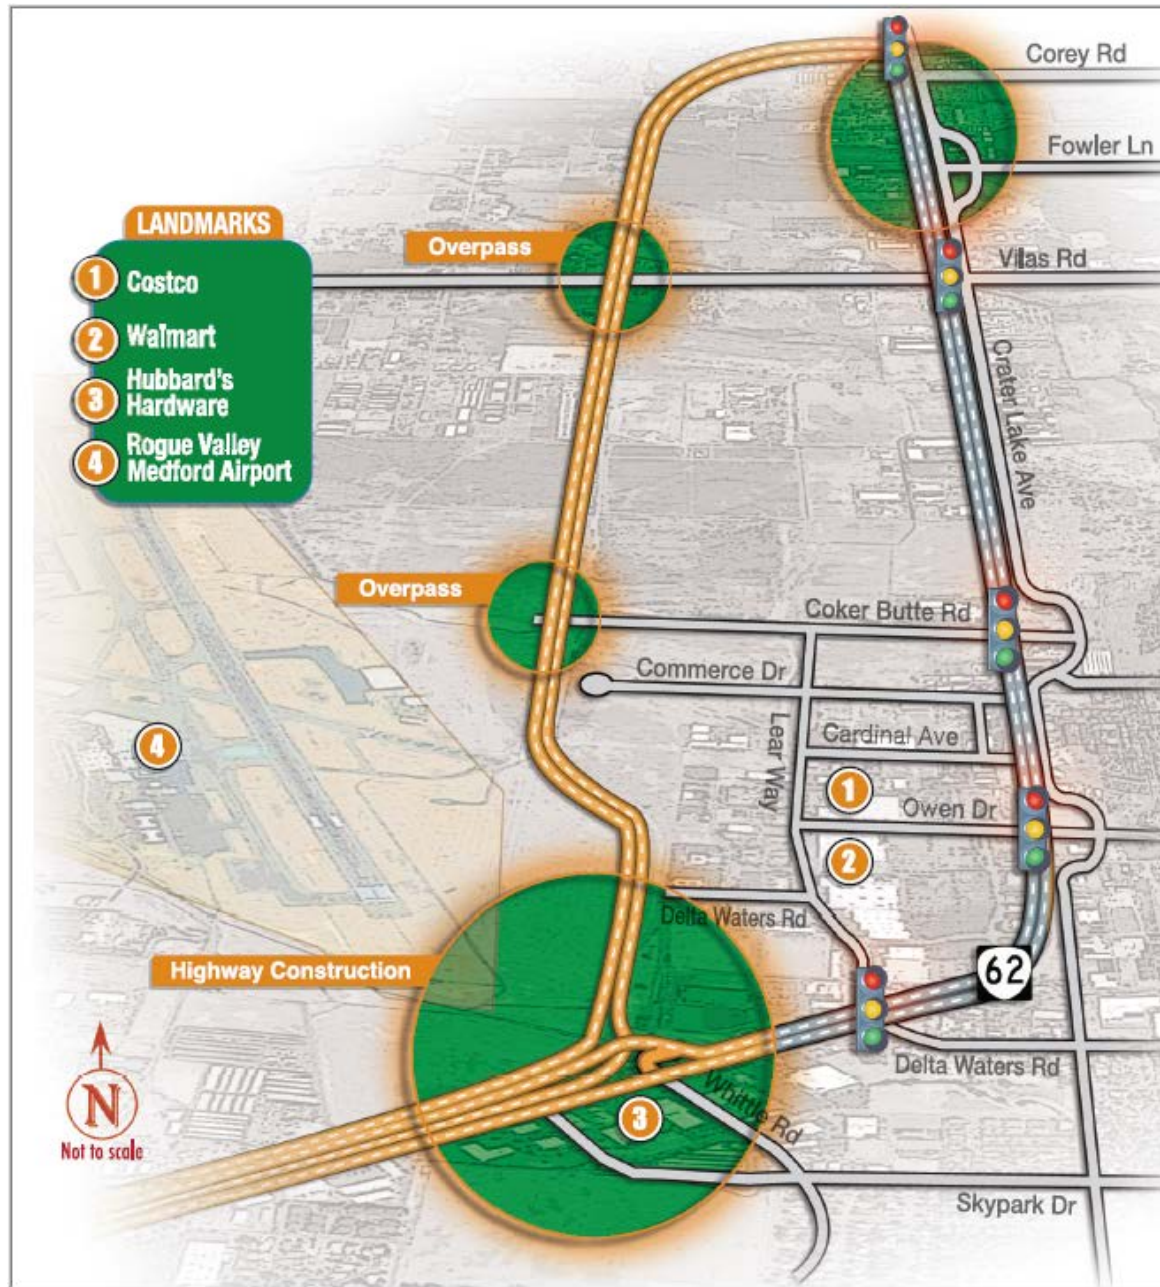 Corey Rd
Fowler Ln
LANDMARKS
Overpass
1 Costco
Vilas Rd
2 Walmart
3 Hubbard's
Hardware
4 Rogue Valley
Medford Airport
Crater Lake Ave
Overpass
Coker Butte Rd
Commerce Dr
Lear Way
Cardinal Ave
4
1
Owen Dr
2
Delta Waters Rd
Highway Construction
62
Delta Waters Rd
Whittle Rd
N
3
Not to scale
Skypark Dr